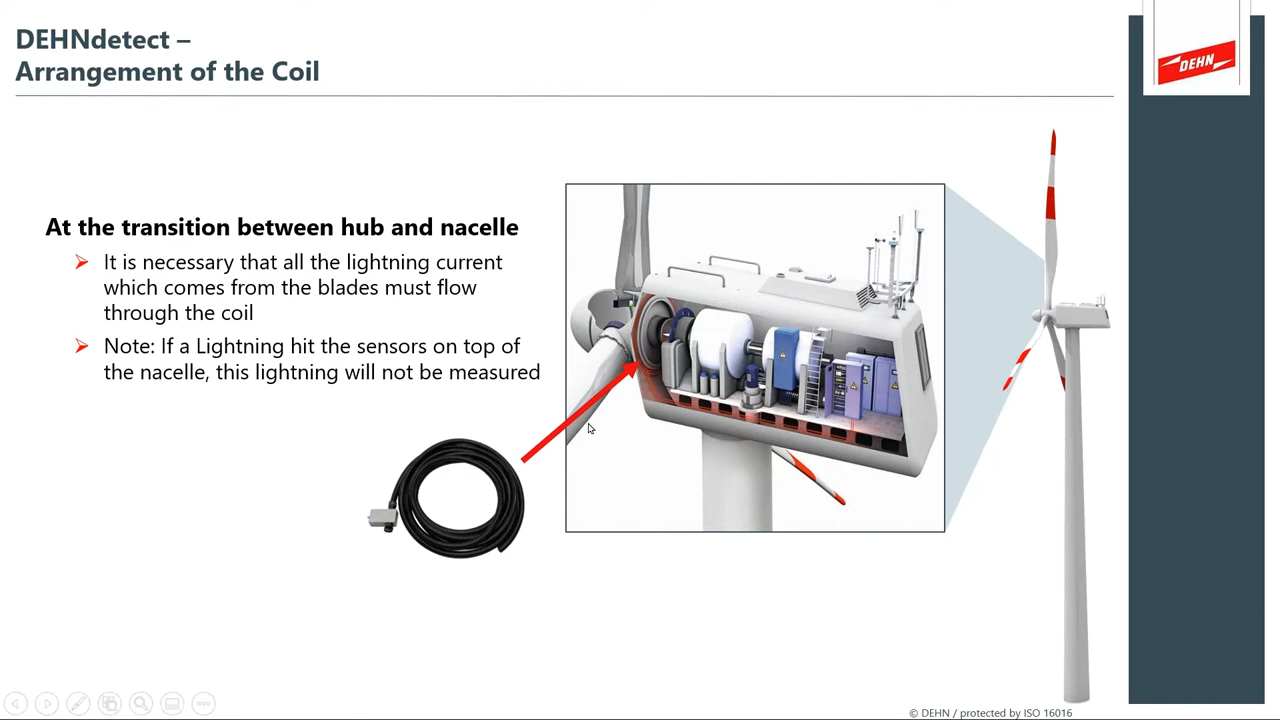 DEHNdetect –
Arrangement of the Coil
DEHN
At the transition between hub and nacelle
It is necessary that all the lightning current
which comes from the blades must flow
through the coil
Note: If a Lightning hit the sensors on top of
the nacelle, this lightning will not be measured
© DEHN / protected by ISO 16016